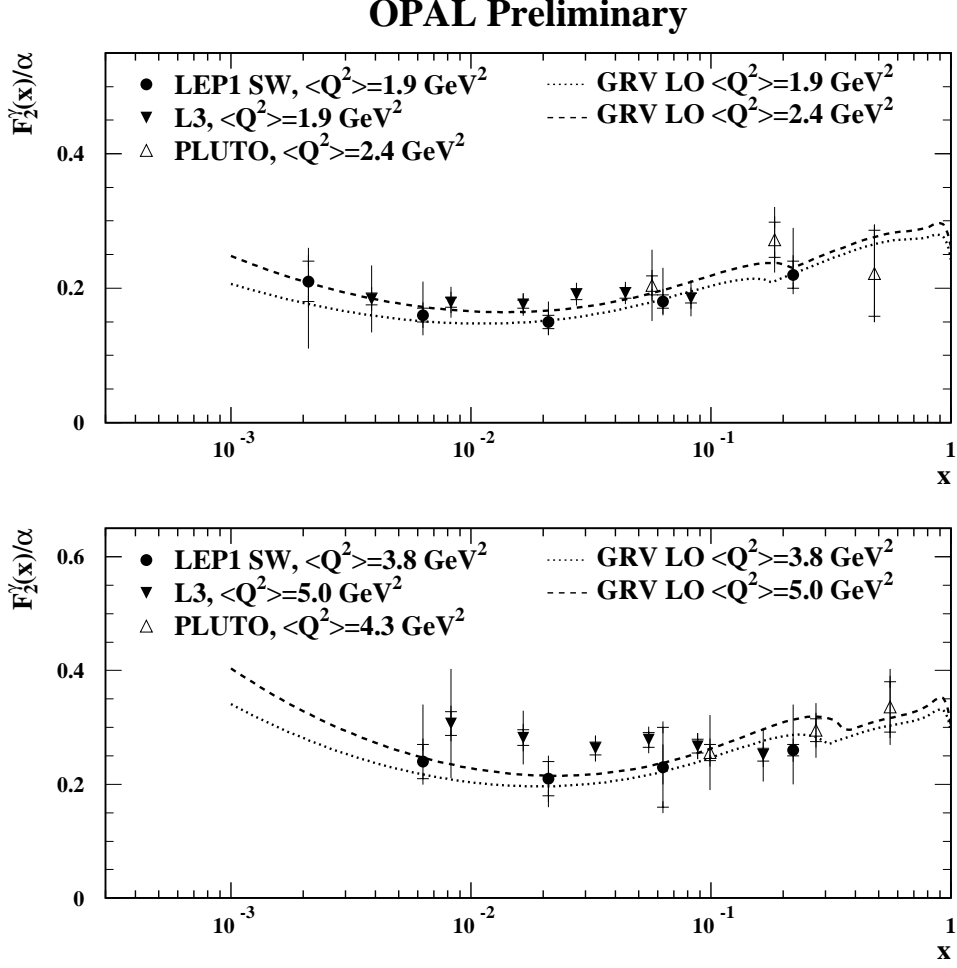 OPAL Preliminary
F₂^γ(x)/α
LEP1 SW, <Q²>=1.9 GeV²
L3, <Q²>=1.9 GeV²
PLUTO, <Q²>=2.4 GeV²
GRV LO <Q²>=1.9 GeV²
GRV LO <Q²>=2.4 GeV²
0.4
0.2
0
10⁻³ 10⁻² 10⁻¹ 1
x
F₂^γ(x)/α
LEP1 SW, <Q²>=3.8 GeV²
L3, <Q²>=5.0 GeV²
PLUTO, <Q²>=4.3 GeV²
GRV LO <Q²>=3.8 GeV²
GRV LO <Q²>=5.0 GeV²
0.6
0.4
0.2
0
10⁻³ 10⁻² 10⁻¹ 1
x